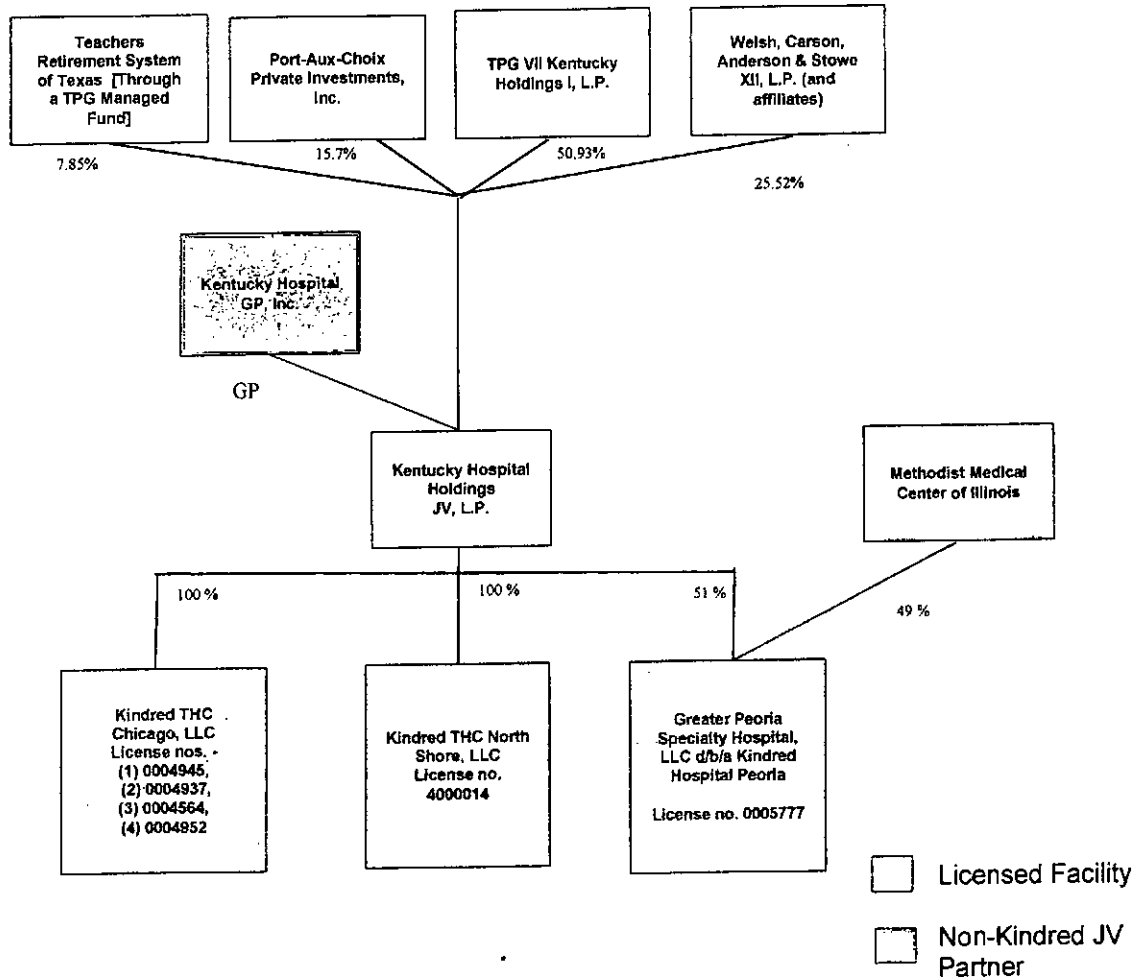 Teachers
Retirement System
of Texas [Through
a TPG Managed
Fund]
Port-Aux-Choix
Private Investments,
Inc.
TPG VII Kentucky
Holdings I, L.P.
Welsh, Carson,
Anderson & Stowe
XII, L.P. (and
affiliates)
7.85%
15.7%
50.93%
25.52%
Kentucky Hospital
GP, Inc.
GP
Kentucky Hospital
Holdings
JV, L.P.
Methodist Medical
Center of Illinois
100 %
100 %
51 %
49 %
Kindred THC
Chicago, LLC
License nos.
(1) 0004945,
(2) 0004937,
(3) 0004564,
(4) 0004952
Kindred THC North
Shore, LLC
License no.
4000014
Greater Peoria
Specialty Hospital,
LLC d/b/a Kindred
Hospital Peoria
License no. 0005777
Licensed Facility
Non-Kindred JV
Partner